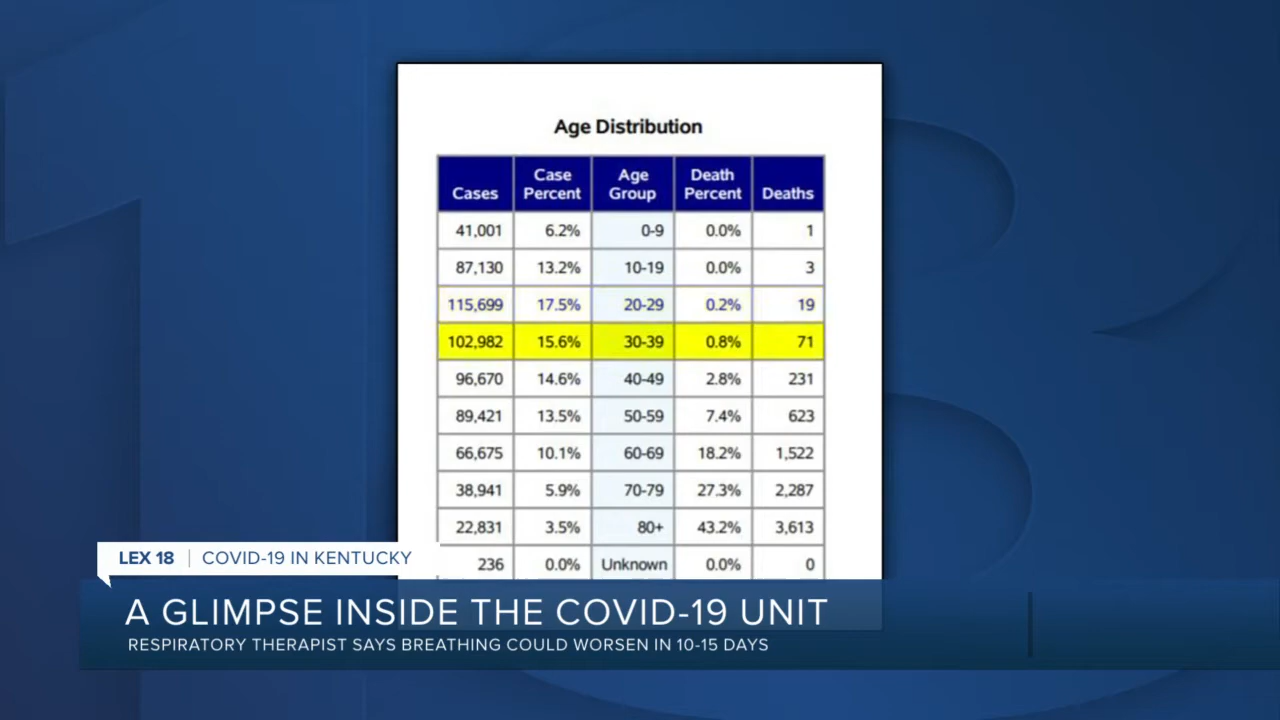 Age Distribution
Cases Case Percent Age Group Death Percent Deaths
41,001 6.2% 0-9 0.0% 1
87,130 13.2% 10-19 0.0% 3
115,699 17.5% 20-29 0.2% 19
102,982 15.6% 30-39 0.8% 71
96,670 14.6% 40-49 2.8% 231
89,421 13.5% 50-59 7.4% 623
66,675 10.1% 60-69 18.2% 1,522
38,941 5.9% 70-79 27.3% 2,287
22,831 3.5% 80+ 43.2% 3,613
236 0.0% Unknown 0.0% 0
LEX 18 | COVID-19 IN KENTUCKY
A GLIMPSE INSIDE THE COVID-19 UNIT
RESPIRATORY THERAPIST SAYS BREATHING COULD WORSEN IN 10-15 DAYS